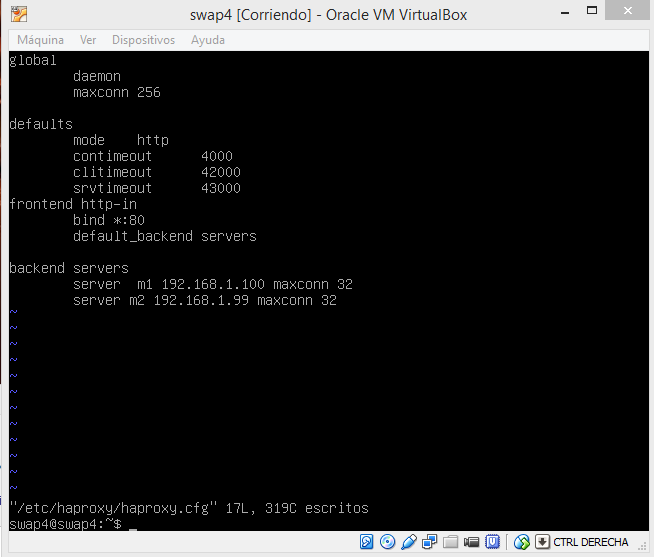 swap4 [Corriendo] - Oracle VM VirtualBox
Máquina Ver Dispositivos Ayuda
global
        daemon
        maxconn 256

defaults
        mode    http
        contimeout      4000
        clitimeout      42000
        srvtimeout      43000
frontend http-in
        bind *:80
        default_backend servers

backend servers
        server  m1 192.168.1.100 maxconn 32
        server m2 192.168.1.99 maxconn 32
~
~
~
~
~
~
~
~
~
~
~
~
"/etc/haproxy/haproxy.cfg" 17L, 319C escritos
swap4@swap4:~$ _
CTRL DERECHA